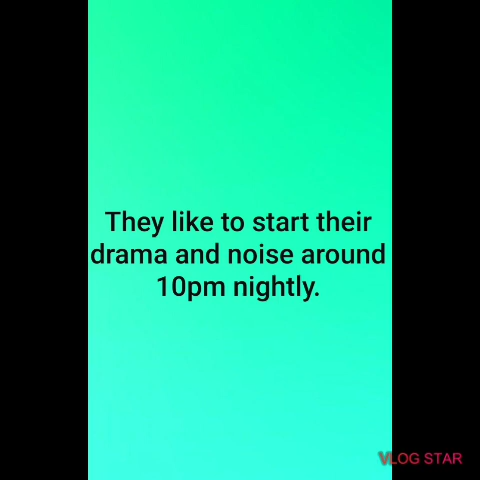 They like to start their
drama and noise around
10pm nightly.
VLOG STAR